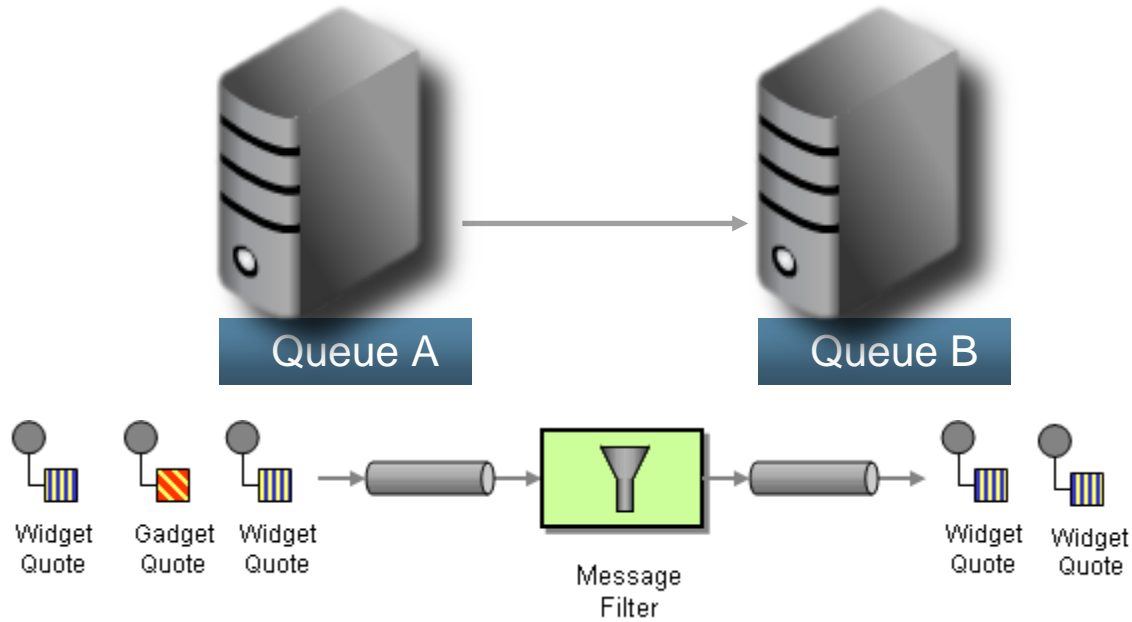 Queue A
Queue B
Widget
Quote
Gadget
Quote
Widget
Quote
Message
Filter
Widget
Quote
Widget
Quote